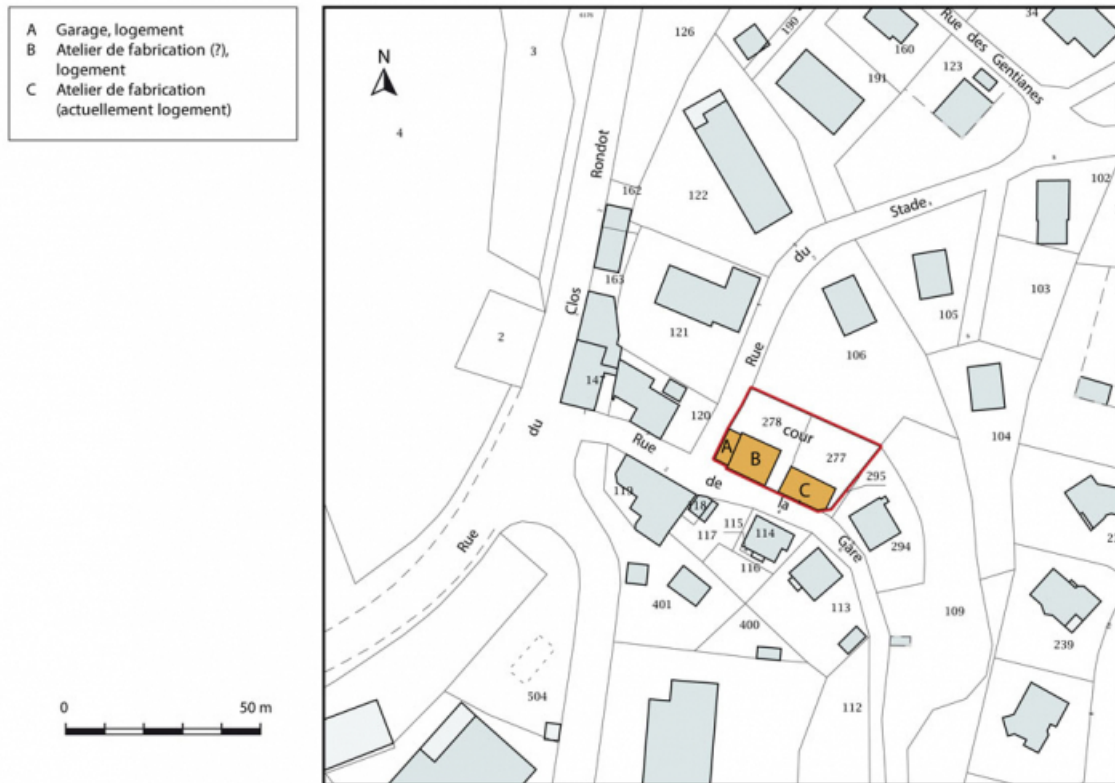 A Garage, logement
B Atelier de fabrication (?),
logement
C Atelier de fabrication
(actuellement logement)
N
0 50 m
3
4
126
190
160
34
Rue des Gentianes
191
123
102
Rondot
162
122
Stade
du
163
103
Clos
105
2
121
Rue
106
147
104
120
278
cour
277
du
Rue
A
B
C
de
la
295
119
18
117
115
114
116
Gare
294
Rue
401
113
109
400
239
504
112